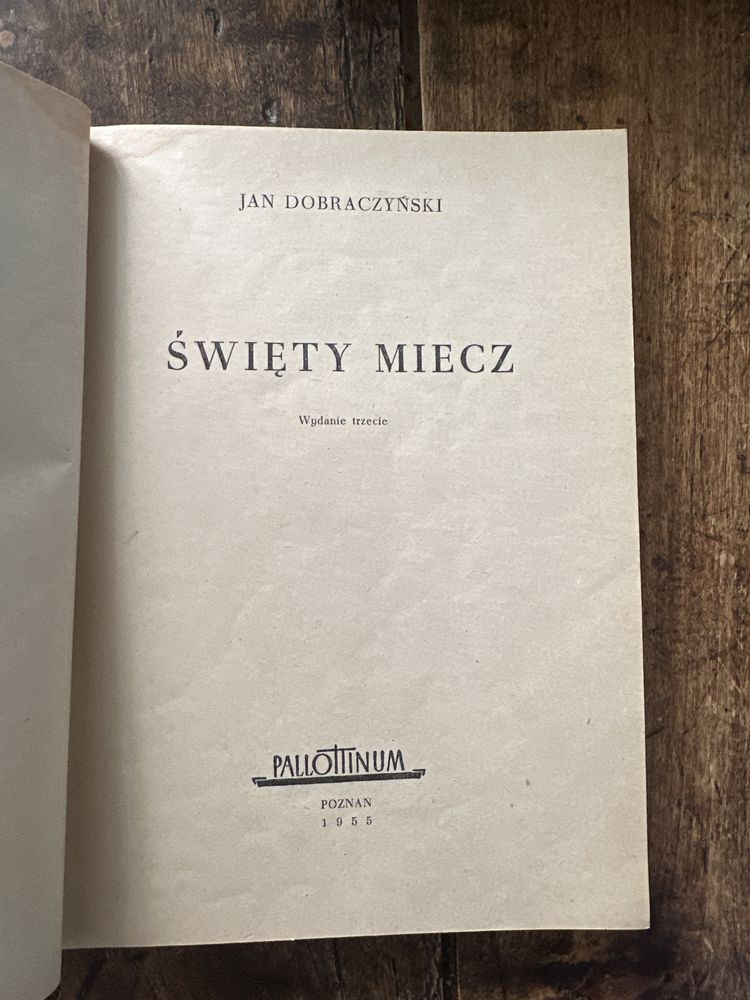 JAN DOBRACZYŃSKI
ŚWIĘTY MIECZ
Wydanie trzecie
PALLOTTINUM
POZNAŃ
1955